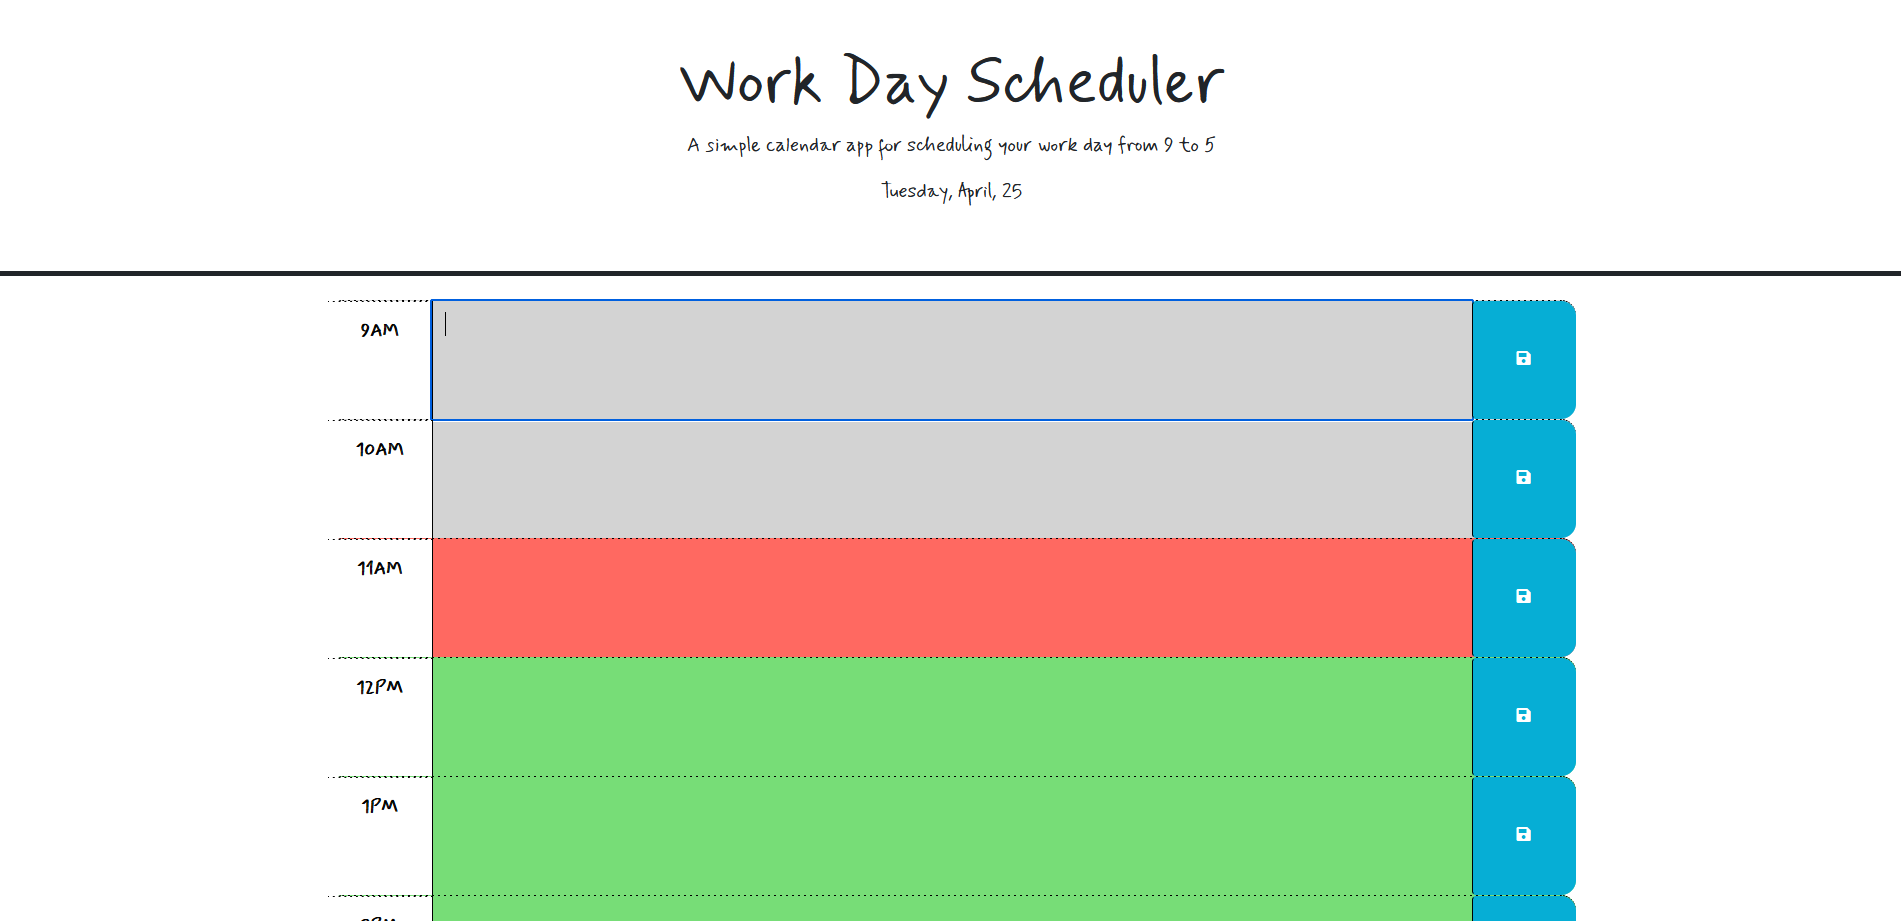 Work Day Scheduler
A simple calendar app for scheduling your work day from 9 to 5
Tuesday, April, 25
9AM
10AM
11AM
12PM
1PM